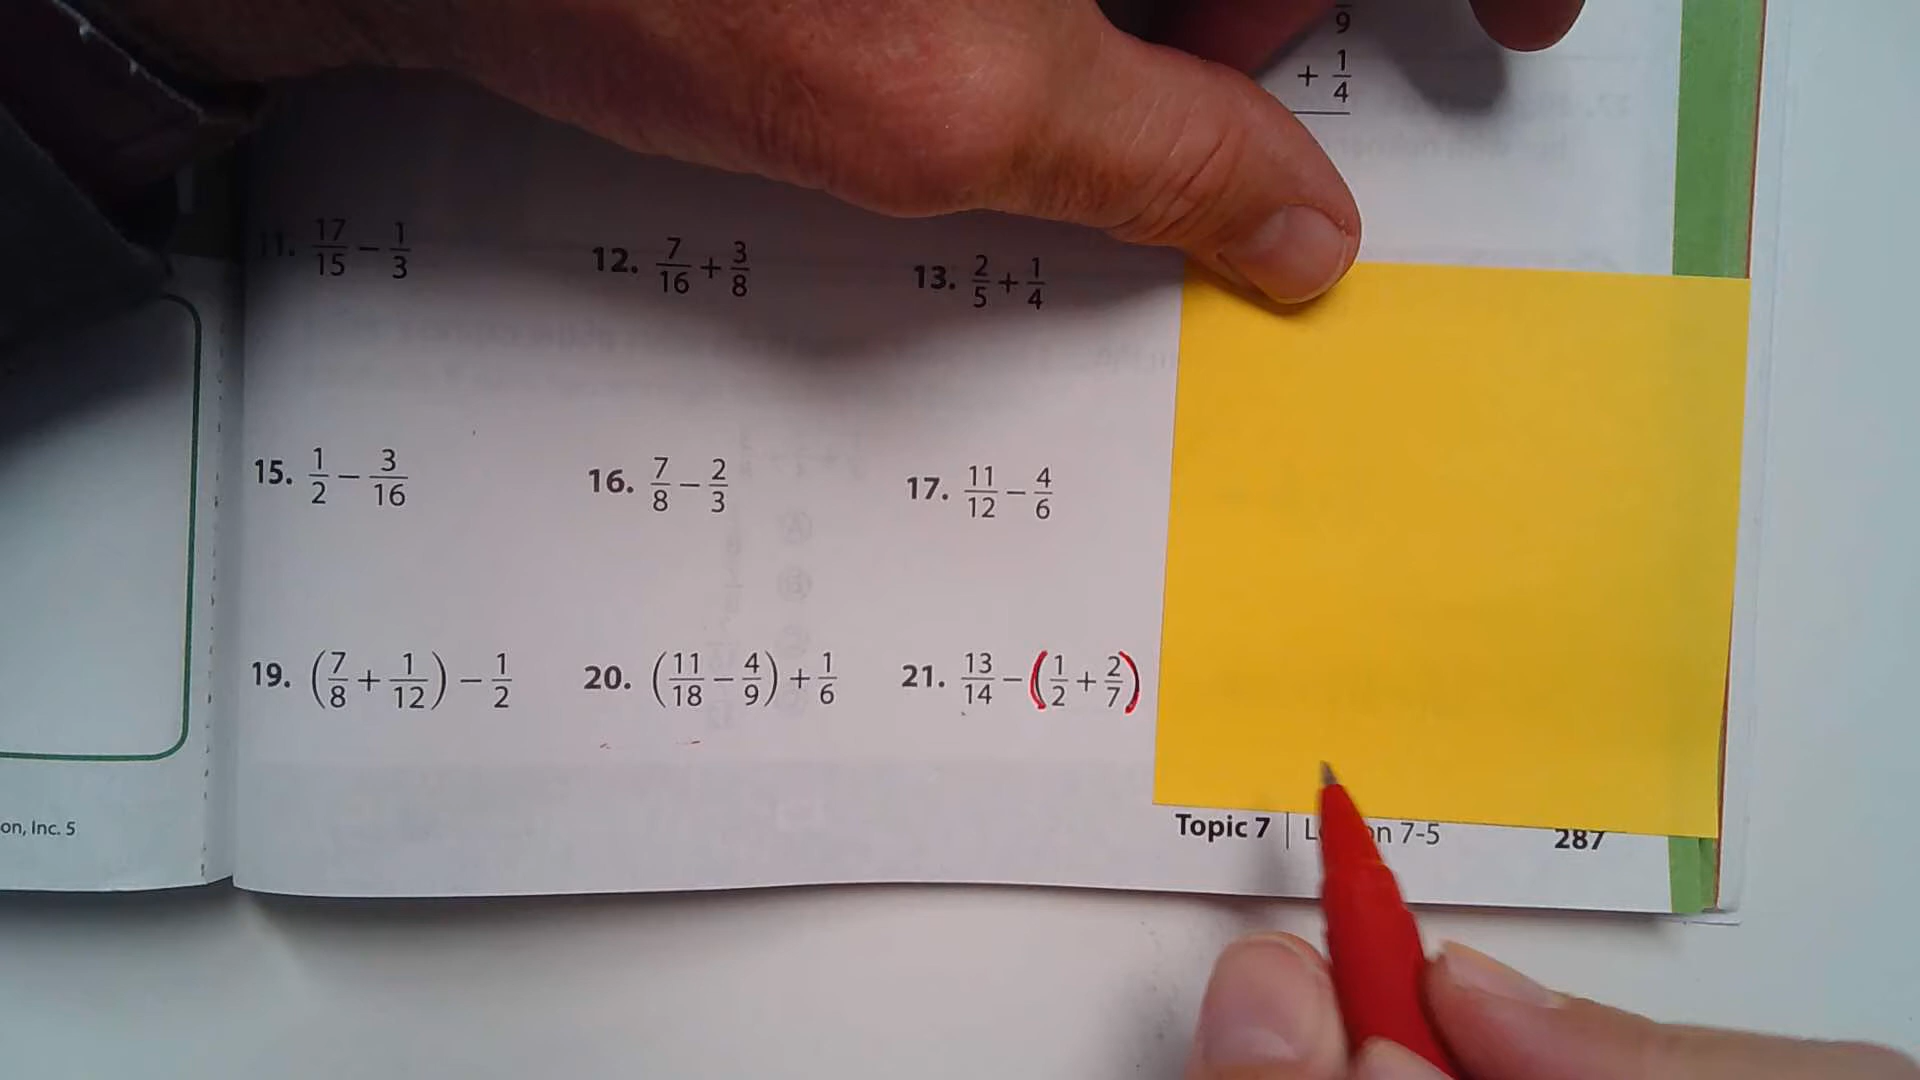 9
+ 1/4
11. 17/15 − 1/3
12. 7/16 + 3/8
13. 2/5 + 1/4
15. 1/2 − 3/16
16. 7/8 − 2/3
17. 11/12 − 4/6
19. (7/8 + 1/12) − 1/2
20. (11/18 − 4/9) + 1/6
21. 13/14 − (1/2 + 2/7)
on, Inc. 5
Topic 7 | 7-5 287